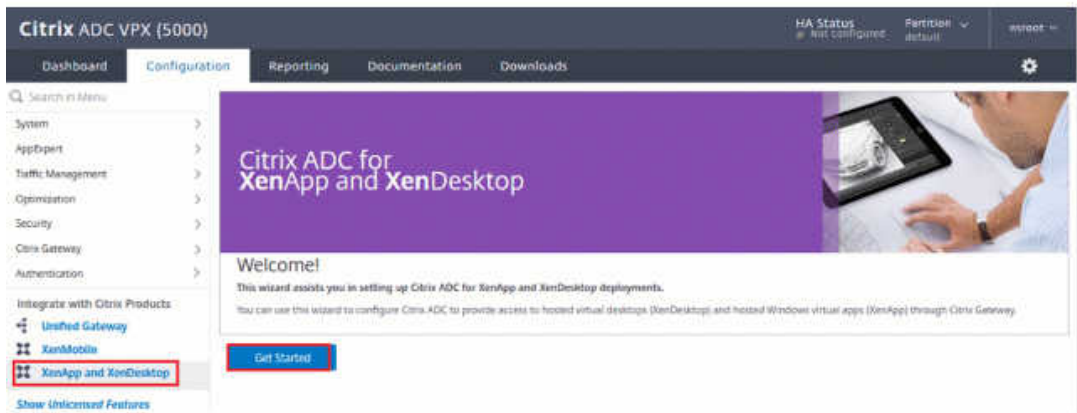 Citrix ADC VPX (5000)
HA Status
Not configured
Partition
default
nsroot
Dashboard
Configuration
Reporting
Documentation
Downloads
Search in Menu
System
AppExpert
Traffic Management
Optimization
Security
Citrix Gateway
Authentication
Integrate with Citrix Products
Unified Gateway
XenMobile
XenApp and XenDesktop
Show Unlicensed Features
Citrix ADC for
XenApp and XenDesktop
Welcome!
This wizard assists you in setting up Citrix ADC for XenApp and XenDesktop deployments.
You can use this wizard to configure Citrix ADC to provide access to hosted virtual desktops (XenDesktop) and hosted Windows virtual apps (XenApp) through Citrix Gateway.
Get Started